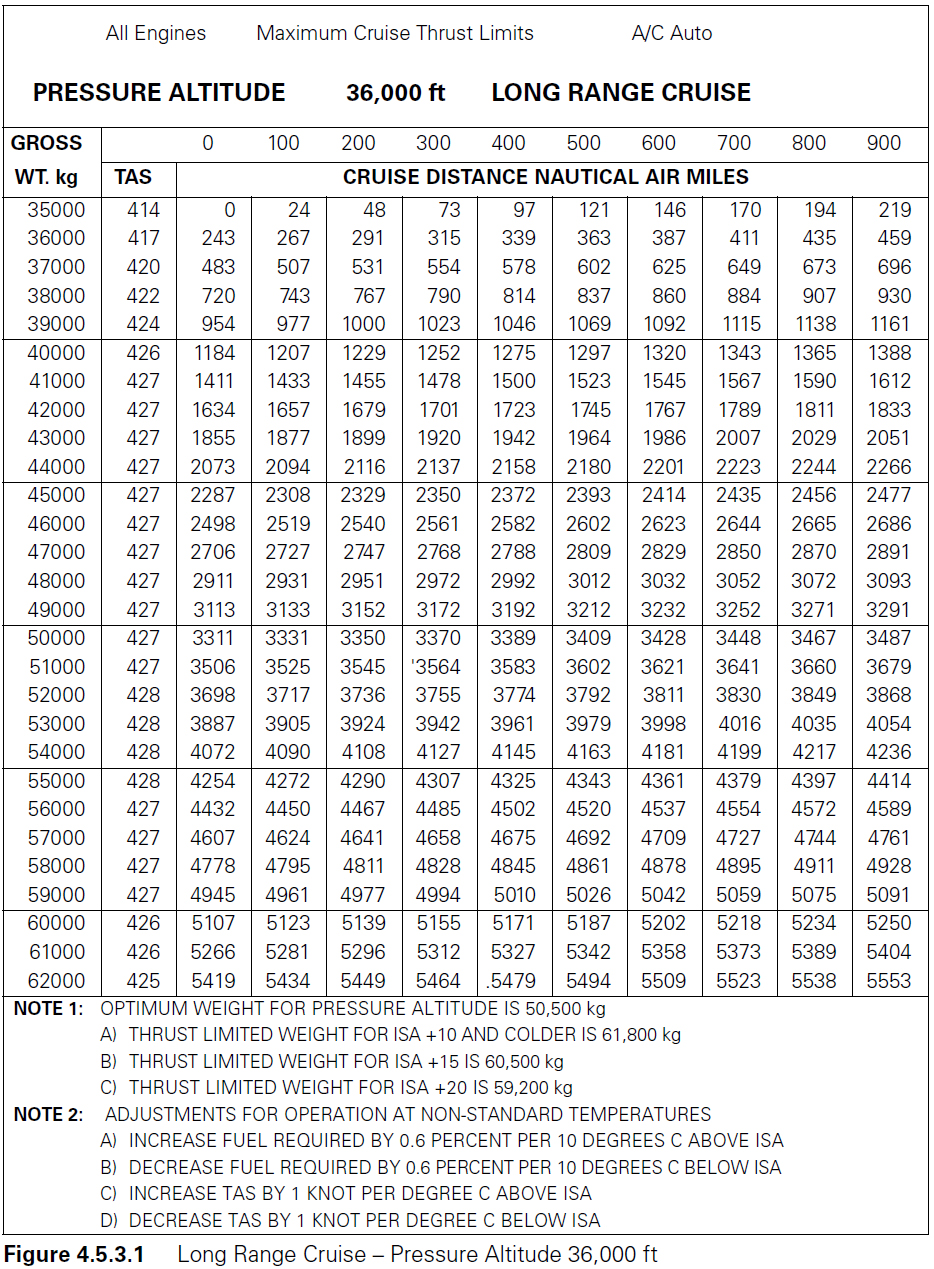 All Engines Maximum Cruise Thrust Limits A/C Auto
PRESSURE ALTITUDE 36,000 ft LONG RANGE CRUISE
GROSS 0 100 200 300 400 500 600 700 800 900
WT. kg TAS CRUISE DISTANCE NAUTICAL AIR MILES
35000 414 0 24 48 73 97 121 146 170 194 219
36000 417 243 267 291 315 339 363 387 411 435 459
37000 420 483 507 531 554 578 602 625 649 673 696
38000 422 720 743 767 790 814 837 860 884 907 930
39000 424 954 977 1000 1023 1046 1069 1092 1115 1138 1161
40000 426 1184 1207 1229 1252 1275 1297 1320 1343 1365 1388
41000 427 1411 1433 1455 1478 1500 1523 1545 1567 1590 1612
42000 427 1634 1657 1679 1701 1723 1745 1767 1789 1811 1833
43000 427 1855 1877 1899 1920 1942 1964 1986 2007 2029 2051
44000 427 2073 2094 2116 2137 2158 2180 2201 2223 2244 2266
45000 427 2287 2308 2329 2350 2372 2393 2414 2435 2456 2477
46000 427 2498 2519 2540 2561 2582 2602 2623 2644 2665 2686
47000 427 2706 2727 2747 2768 2788 2809 2829 2850 2870 2891
48000 427 2911 2931 2951 2972 2992 3012 3032 3052 3072 3093
49000 427 3113 3133 3152 3172 3192 3212 3232 3252 3271 3291
50000 427 3311 3331 3350 3370 3389 3409 3428 3448 3467 3487
51000 427 3506 3525 3545 '3564 3583 3602 3621 3641 3660 3679
52000 428 3698 3717 3736 3755 3774 3792 3811 3830 3849 3868
53000 428 3887 3905 3924 3942 3961 3979 3998 4016 4035 4054
54000 428 4072 4090 4108 4127 4145 4163 4181 4199 4217 4236
55000 428 4254 4272 4290 4307 4325 4343 4361 4379 4397 4414
56000 427 4432 4450 4467 4485 4502 4520 4537 4554 4572 4589
57000 427 4607 4624 4641 4658 4675 4692 4709 4727 4744 4761
58000 427 4778 4795 4811 4828 4845 4861 4878 4895 4911 4928
59000 427 4945 4961 4977 4994 5010 5026 5042 5059 5075 5091
60000 426 5107 5123 5139 5155 5171 5187 5202 5218 5234 5250
61000 426 5266 5281 5296 5312 5327 5342 5358 5373 5389 5404
62000 425 5419 5434 5449 5464 .5479 5494 5509 5523 5538 5553
NOTE 1: OPTIMUM WEIGHT FOR PRESSURE ALTITUDE IS 50,500 kg
A) THRUST LIMITED WEIGHT FOR ISA +10 AND COLDER IS 61,800 kg
B) THRUST LIMITED WEIGHT FOR ISA +15 IS 60,500 kg
C) THRUST LIMITED WEIGHT FOR ISA +20 IS 59,200 kg
NOTE 2: ADJUSTMENTS FOR OPERATION AT NON-STANDARD TEMPERATURES
A) INCREASE FUEL REQUIRED BY 0.6 PERCENT PER 10 DEGREES C ABOVE ISA
B) DECREASE FUEL REQUIRED BY 0.6 PERCENT PER 10 DEGREES C BELOW ISA
C) INCREASE TAS BY 1 KNOT PER DEGREE C ABOVE ISA
D) DECREASE TAS BY 1 KNOT PER DEGREE C BELOW ISA
Figure 4.5.3.1 Long Range Cruise – Pressure Altitude 36,000 ft